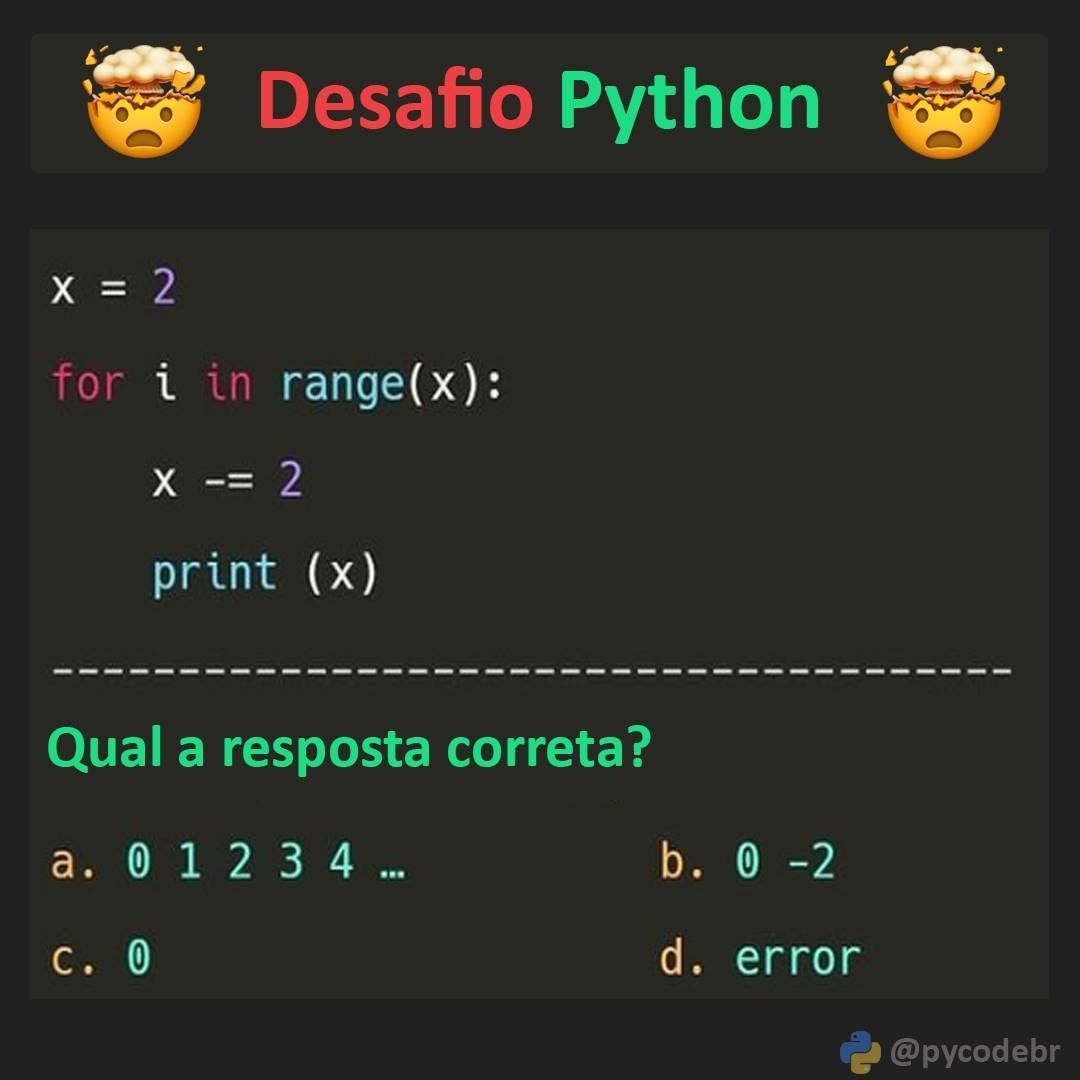 Desafio Python
x = 2
for i in range(x):
    x -= 2
    print (x)
--------------------------------------
Qual a resposta correta?
a. 0 1 2 3 4 …
b. 0 -2
c. 0
d. error
@pycodebr